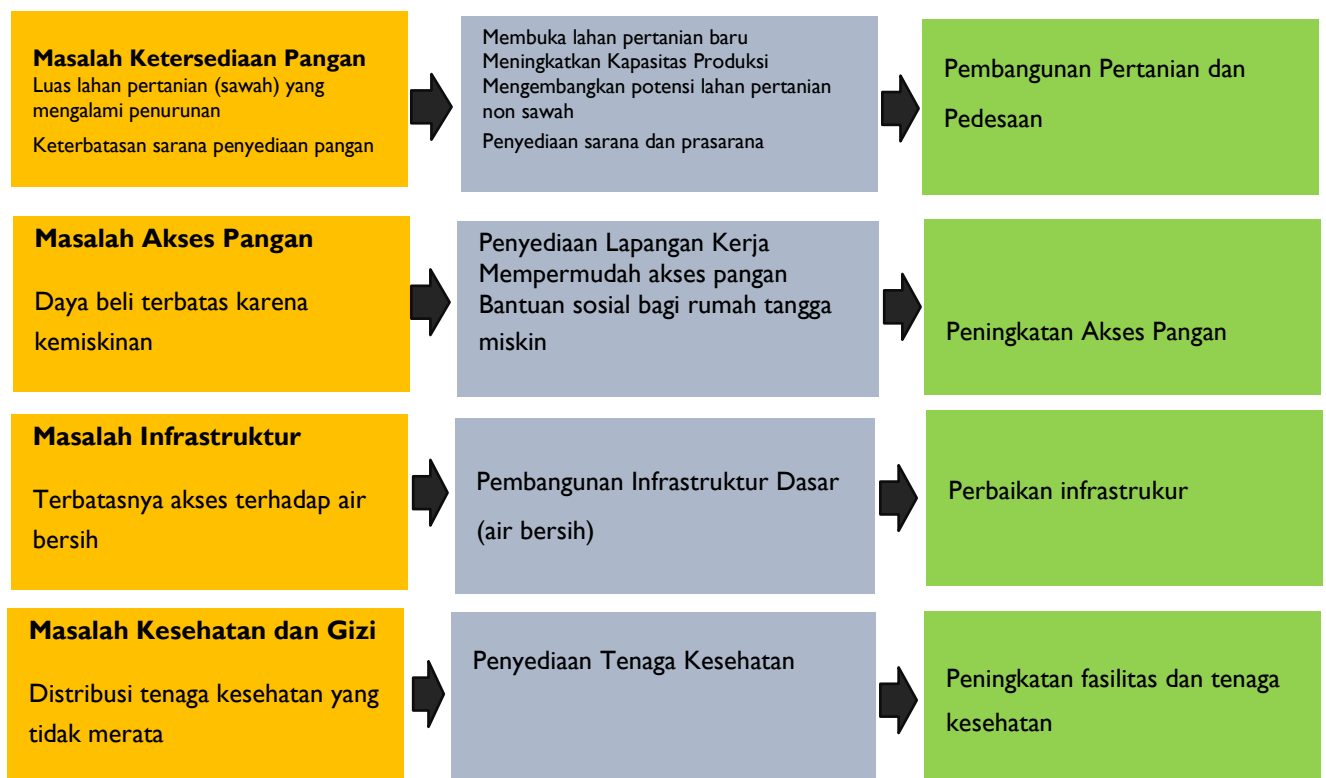 Masalah Ketersediaan Pangan
Luas lahan pertanian (sawah) yang
mengalami penurunan
Keterbatasan sarana penyediaan pangan
Membuka lahan pertanian baru
Meningkatkan Kapasitas Produksi
Mengembangkan potensi lahan pertanian
non sawah
Penyediaan sarana dan prasarana
Pembangunan Pertanian dan
Pedesaan
Masalah Akses Pangan
Daya beli terbatas karena
kemiskinan
Penyediaan Lapangan Kerja
Mempermudah akses pangan
Bantuan sosial bagi rumah tangga
miskin
Peningkatan Akses Pangan
Masalah Infrastruktur
Terbatasnya akses terhadap air
bersih
Pembangunan Infrastruktur Dasar
(air bersih)
Perbaikan infrastrukur
Masalah Kesehatan dan Gizi
Distribusi tenaga kesehatan yang
tidak merata
Penyediaan Tenaga Kesehatan
Peningkatan fasilitas dan tenaga
kesehatan